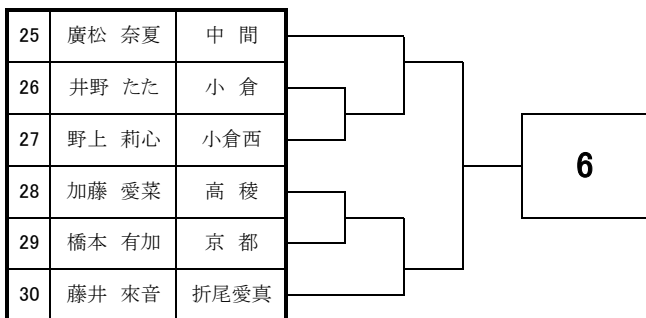 25 廣松 奈夏 中 間
26 井野 たた 小 倉
27 野上 莉心 小倉西
28 加藤 愛菜 高 稜
29 橋本 有加 京 都
30 藤井 來音 折尾愛真
6